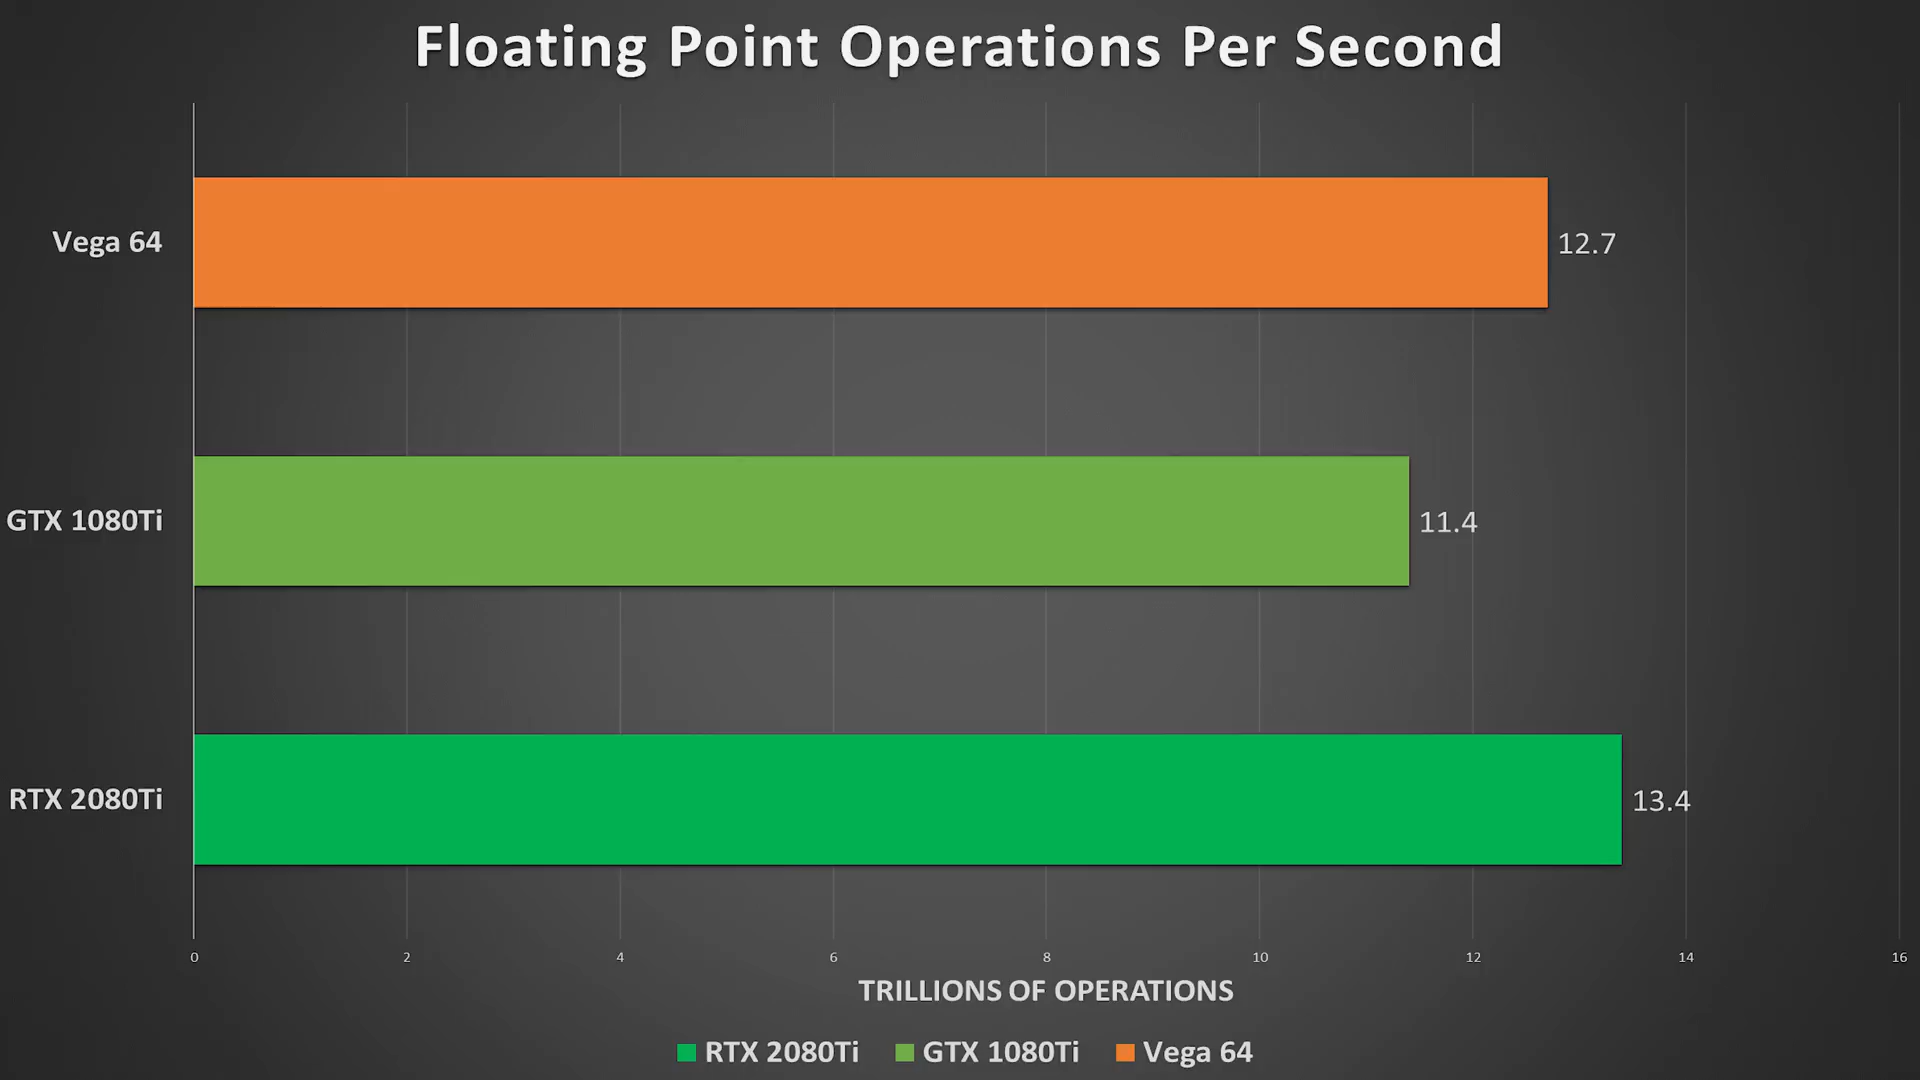 Floating Point Operations Per Second
Vega 64
12.7
GTX 1080Ti
11.4
RTX 2080Ti
13.4
0 2 4 6 8 10 12 14 16
TRILLIONS OF OPERATIONS
RTX 2080Ti GTX 1080Ti Vega 64